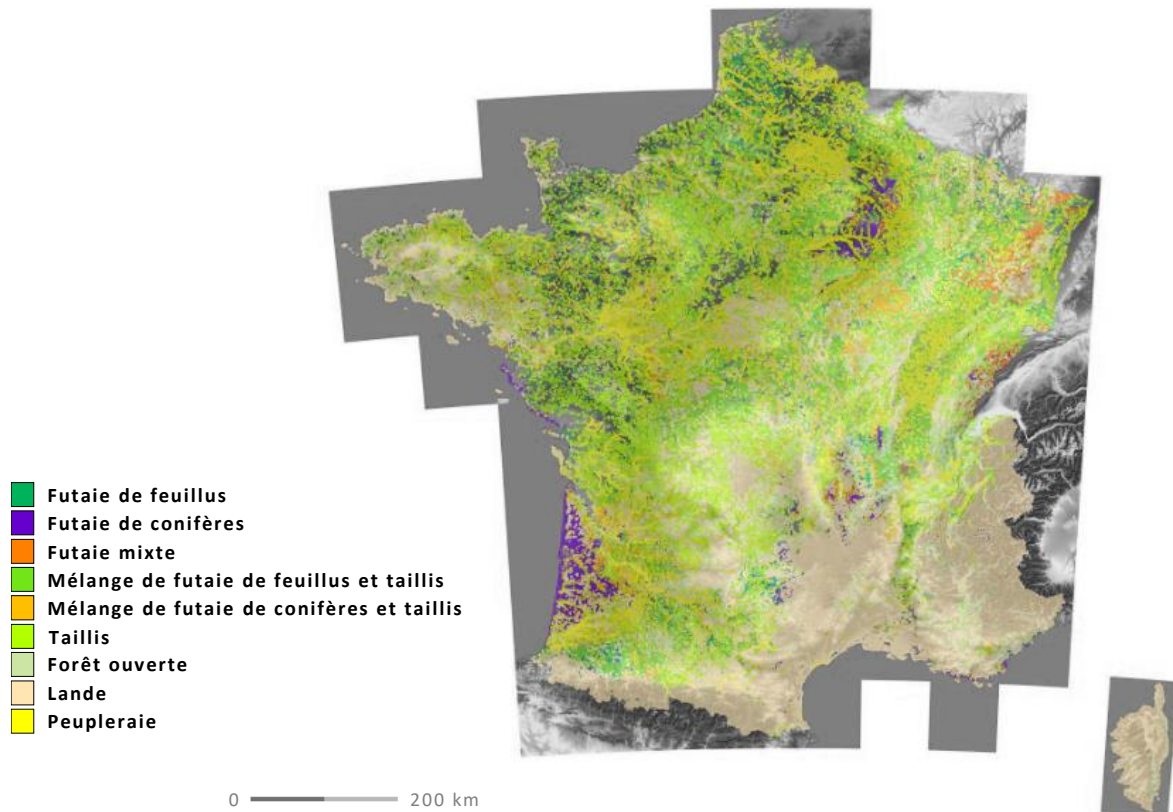 Futaie de feuillus
Futaie de conifères
Futaie mixte
Mélange de futaie de feuillus et taillis
Mélange de futaie de conifères et taillis
Taillis
Forêt ouverte
Lande
Peupleraie
0 200 km